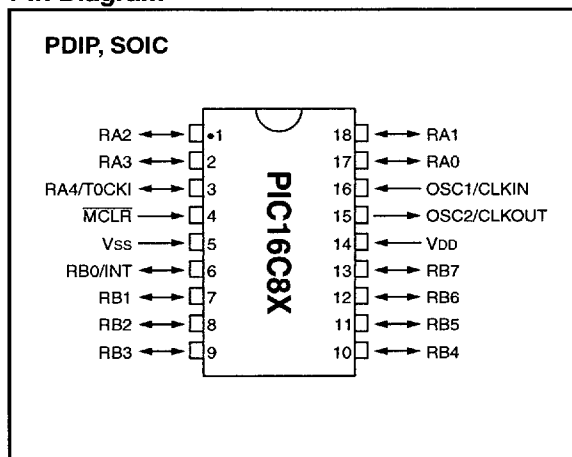 Pin Diagram
PDIP, SOIC
RA2 •1 18 RA1
RA3 2 17 RA0
RA4/T0CKI 3 16 OSC1/CLKIN
MCLR 4 15 OSC2/CLKOUT
VSS 5 14 VDD
RB0/INT 6 13 RB7
RB1 7 12 RB6
RB2 8 11 RB5
RB3 9 10 RB4
PIC16C8X